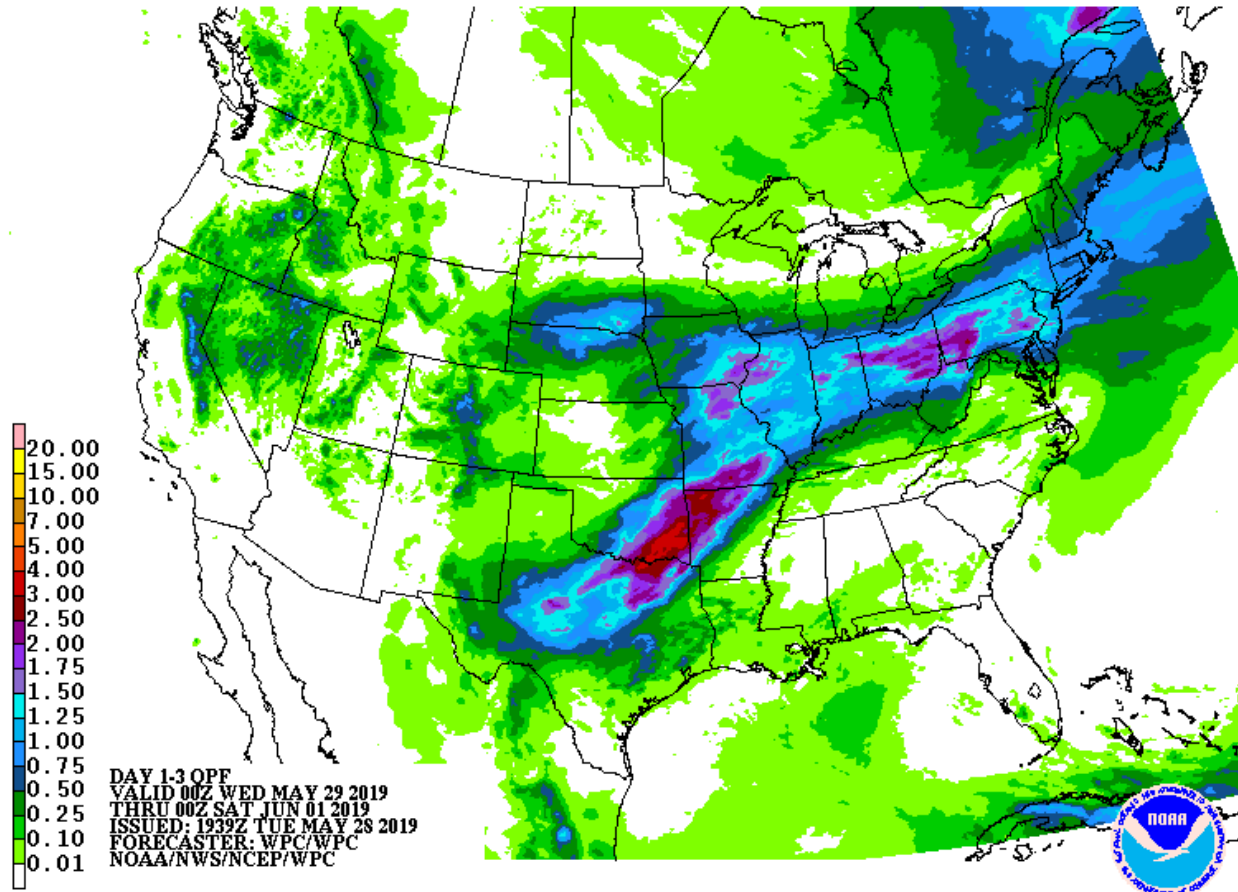 20.00
15.00
10.00
7.00
5.00
4.00
3.00
2.50
2.00
1.75
1.50
1.25
1.00
0.75
0.50
0.25
0.10
0.01
DAY 1-3 QPF
VALID 00Z WED MAY 29 2019
THRU 00Z SAT JUN 01 2019
ISSUED: 1939Z TUE MAY 28 2019
FORECASTER: WPC/WPC
NOAA/NWS/NCEP/WPC
NOAA